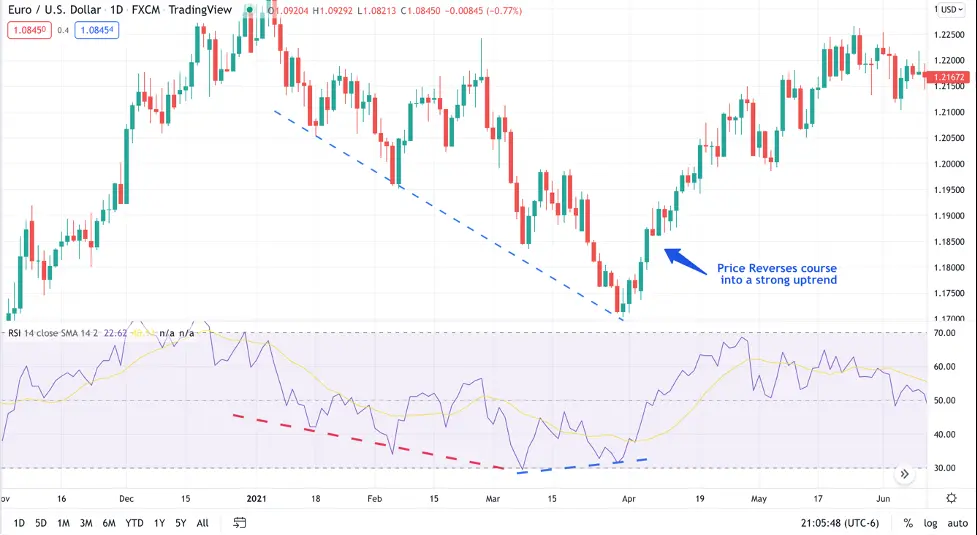 Euro / U.S. Dollar · 1D · FXCM · TradingView O1.09204 H1.09292 L1.08213 C1.08450 -0.00845 (-0.77%)
USD
1.08450 0.4 1.08454
1.22500
1.22000
1.21672
1.21500
1.21000
1.20500
1.20000
1.19500
1.19000
1.18500
1.18000
1.17500
1.17000
Price Reverses course
into a strong uptrend
RSI 14 close SMA 14 2 22.62 n/a n/a
70.00
60.00
50.00
40.00
30.00
16 Dec 15 2021 18 Feb 15 Mar 15 Apr 19 May 17 Jun
1D 5D 1M 3M 6M YTD 1Y 5Y All 21:05:48 (UTC-6) % log auto